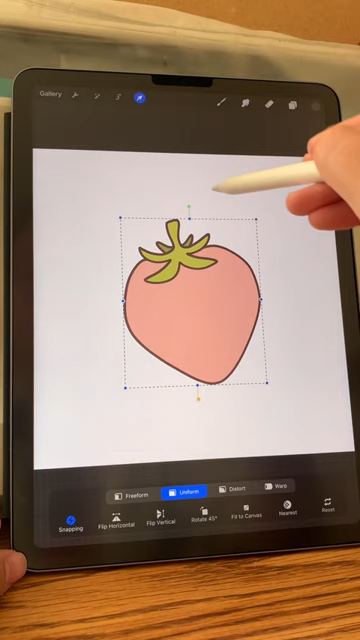 Gallery
Freeform Uniform Distort Warp
Snapping Flip Horizontal Flip Vertical Rotate 45° Fit to Canvas Nearest Reset